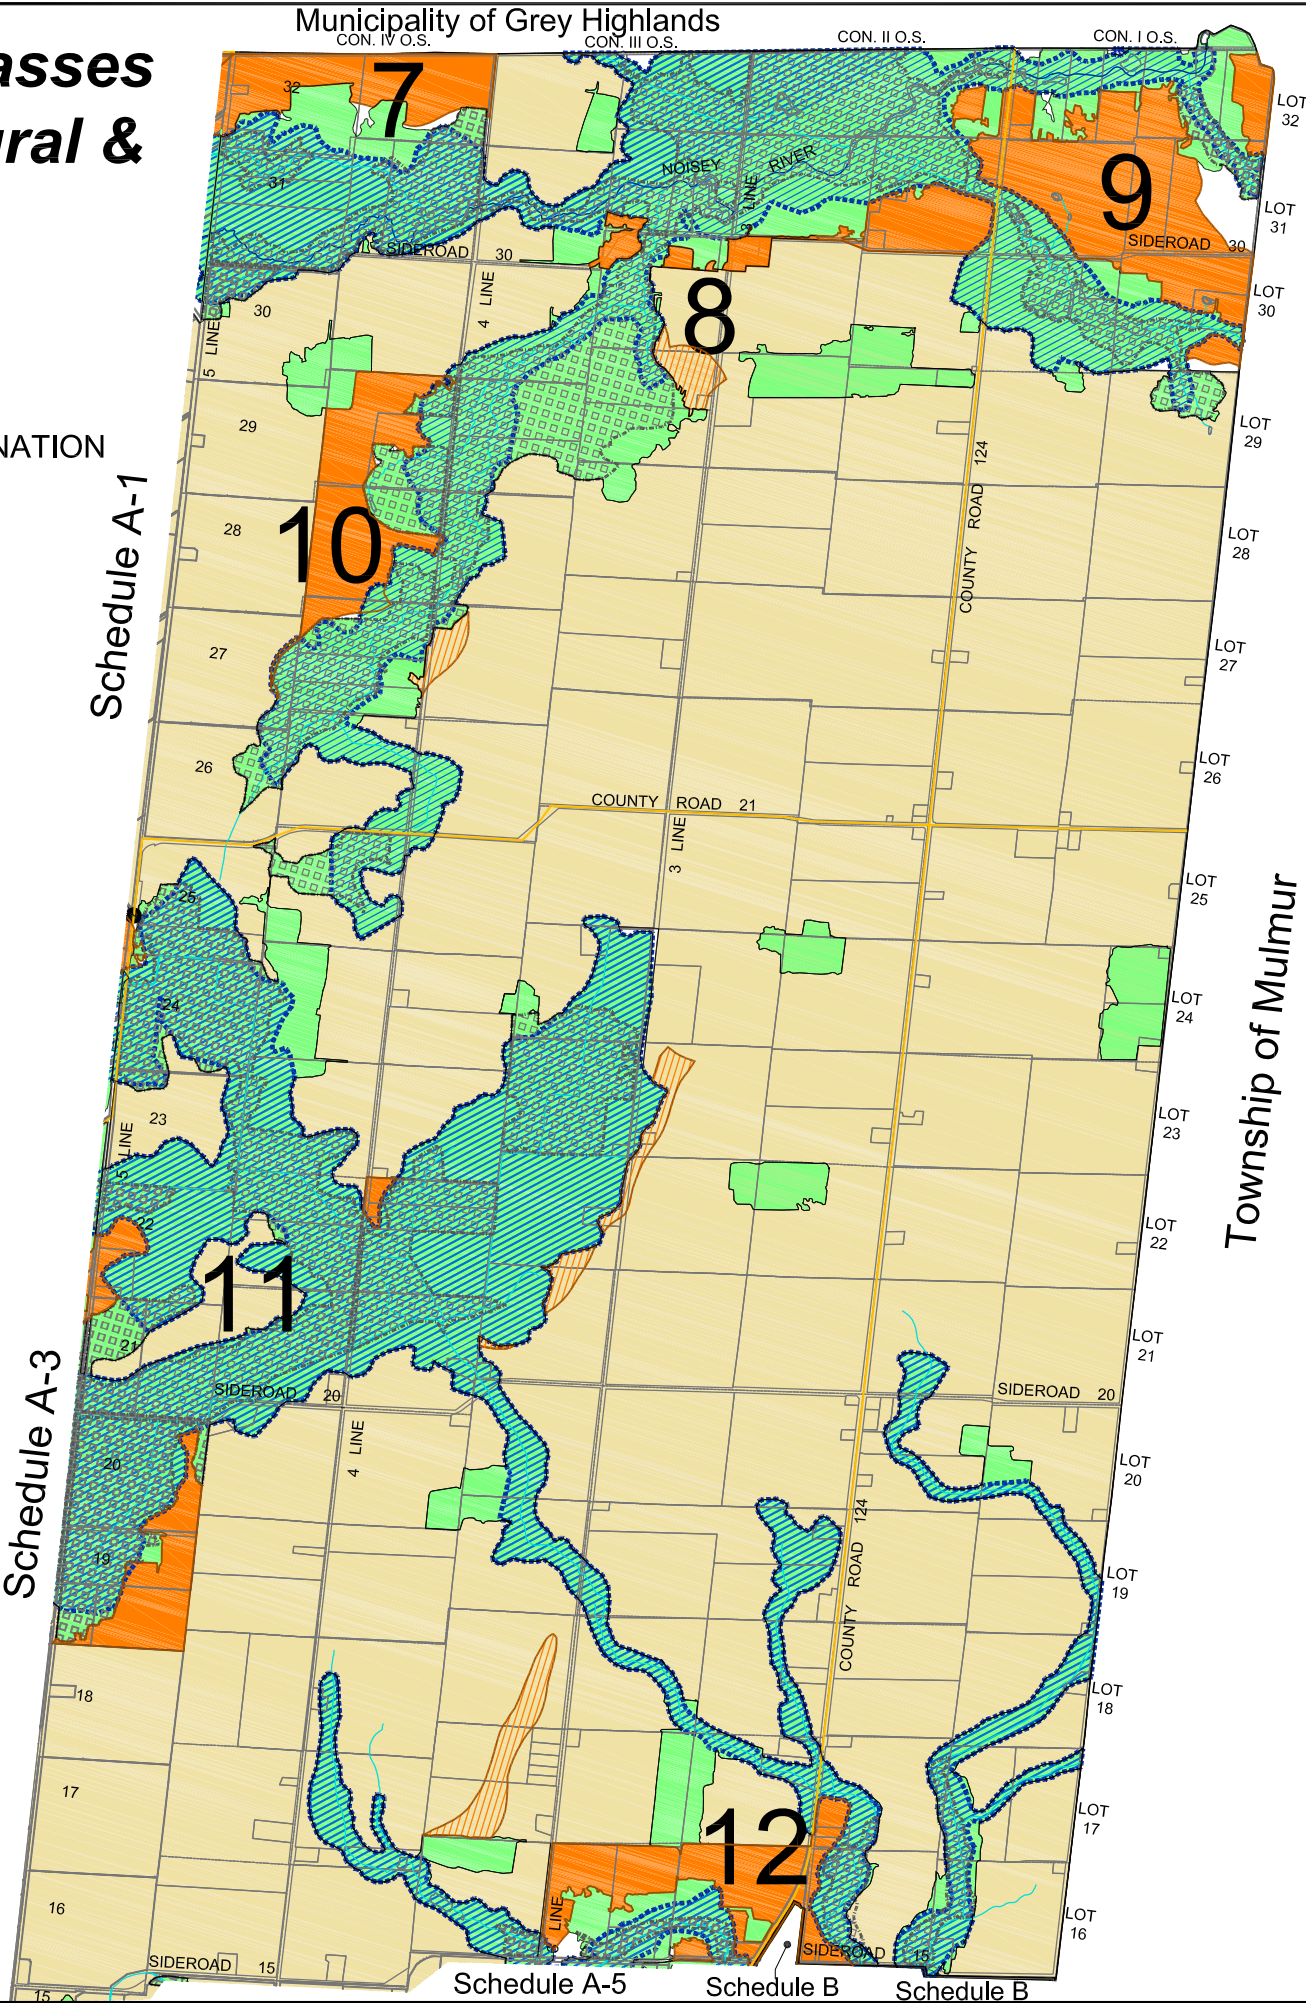 Municipality of Grey Highlands
CON. IV O.S.
CON. III O.S.
CON. II O.S.
CON. I O.S.
asses
ural &
NATION
7
32
9
LOT
32
NOISEY
RIVER
31
3 LINE
LOT
31
SIDEROAD
30
SIDEROAD
30
30
5 LINE
4 LINE
8
LOT
30
29
LOT
29
Schedule A-1
10
28
COUNTY ROAD 124
LOT
28
27
LOT
27
26
LOT
26
COUNTY ROAD 21
3 LINE
25
LOT
25
Township of Mulmur
24
LOT
24
23
5 LINE
LOT
23
22
LOT
22
11
21
LOT
21
Schedule A-3
SIDEROAD
20
SIDEROAD
20
4 LINE
20
LOT
20
19
COUNTY ROAD 124
LOT
19
18
LOT
18
17
12
LOT
17
16
LINE
LOT
16
SIDEROAD
15
SIDEROAD
15
15
Schedule A-5
Schedule B
Schedule B